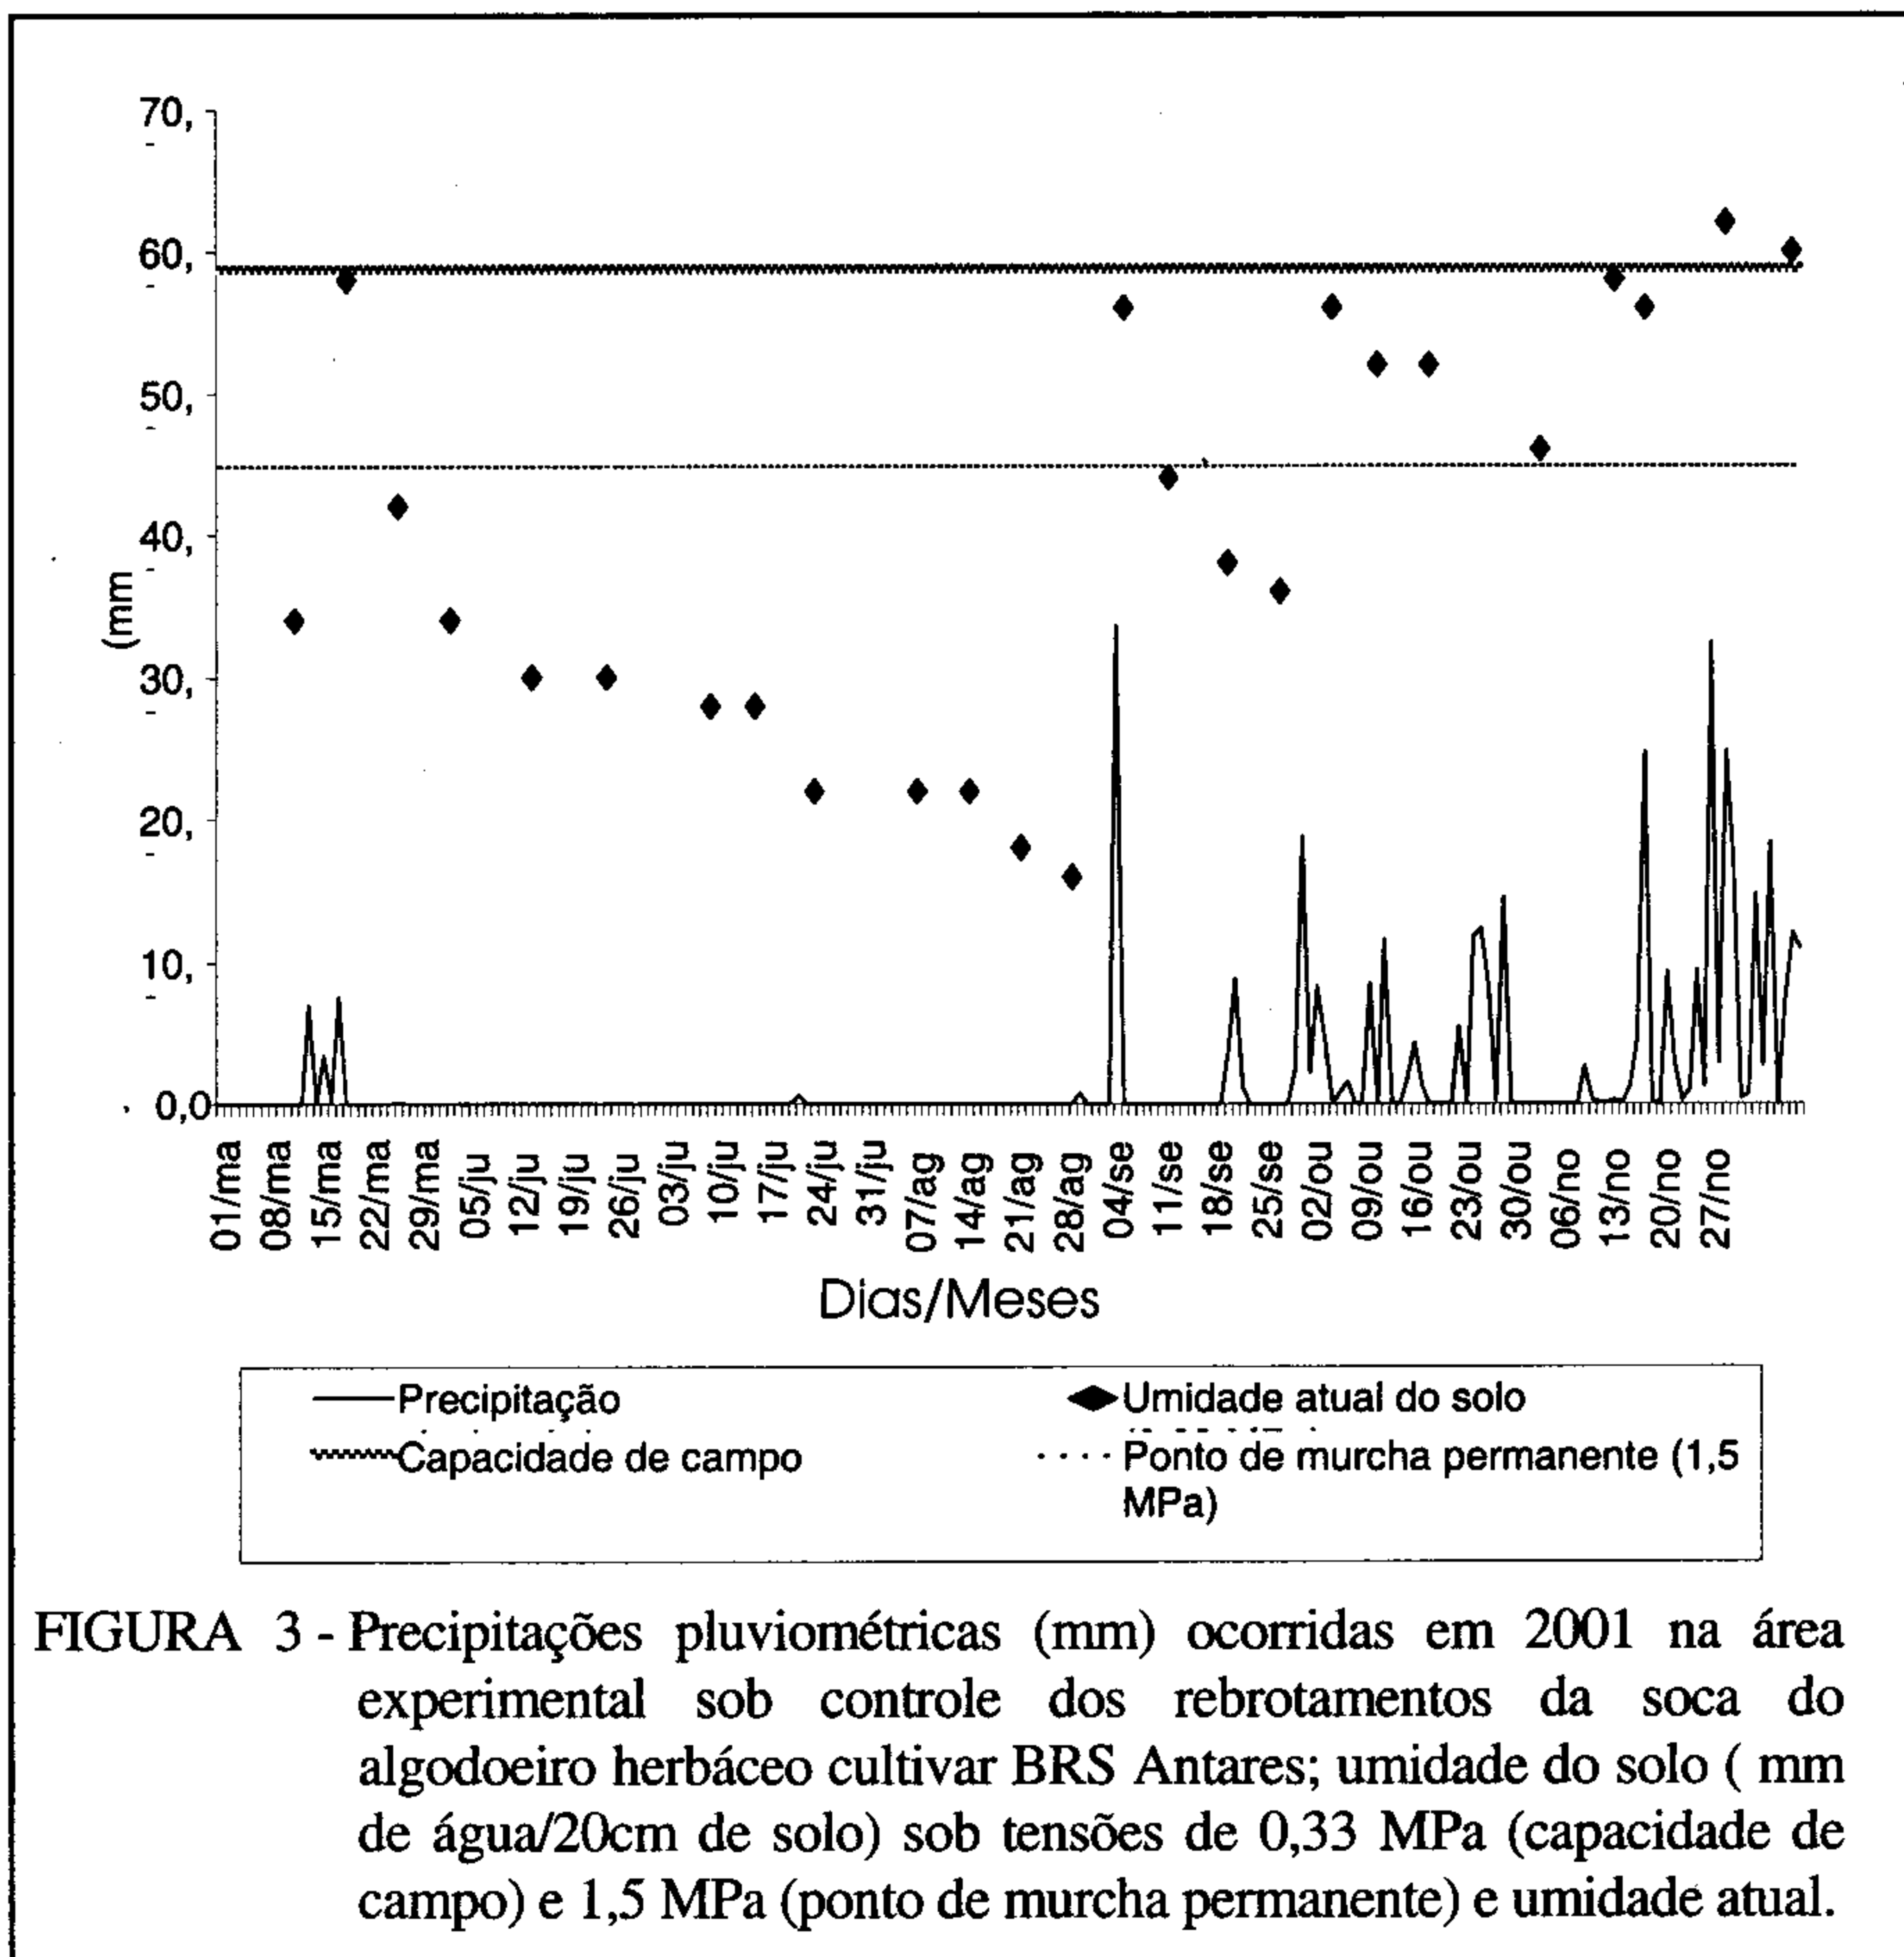 70,
60,
50,
40,
30,
20,
10,
0,0
(mm
01/ma
08/ma
15/ma
22/ma
29/ma
05/ju
12/ju
19/ju
26/ju
03/ju
10/ju
17/ju
24/ju
31/ju
07/ag
14/ag
21/ag
28/ag
04/se
11/se
18/se
25/se
02/ou
09/ou
16/ou
23/ou
30/ou
06/no
13/no
20/no
27/no
Dias/Meses
Precipitação
Umidade atual do solo
Capacidade de campo
Ponto de murcha permanente (1,5
MPa)
FIGURA 3 - Precipitações pluviométricas (mm) ocorridas em 2001 na área
experimental sob controle dos rebrotamentos da soca do
algodoeiro herbáceo cultivar BRS Antares; umidade do solo ( mm
de água/20cm de solo) sob tensões de 0,33 MPa (capacidade de
campo) e 1,5 MPa (ponto de murcha permanente) e umidade atual.